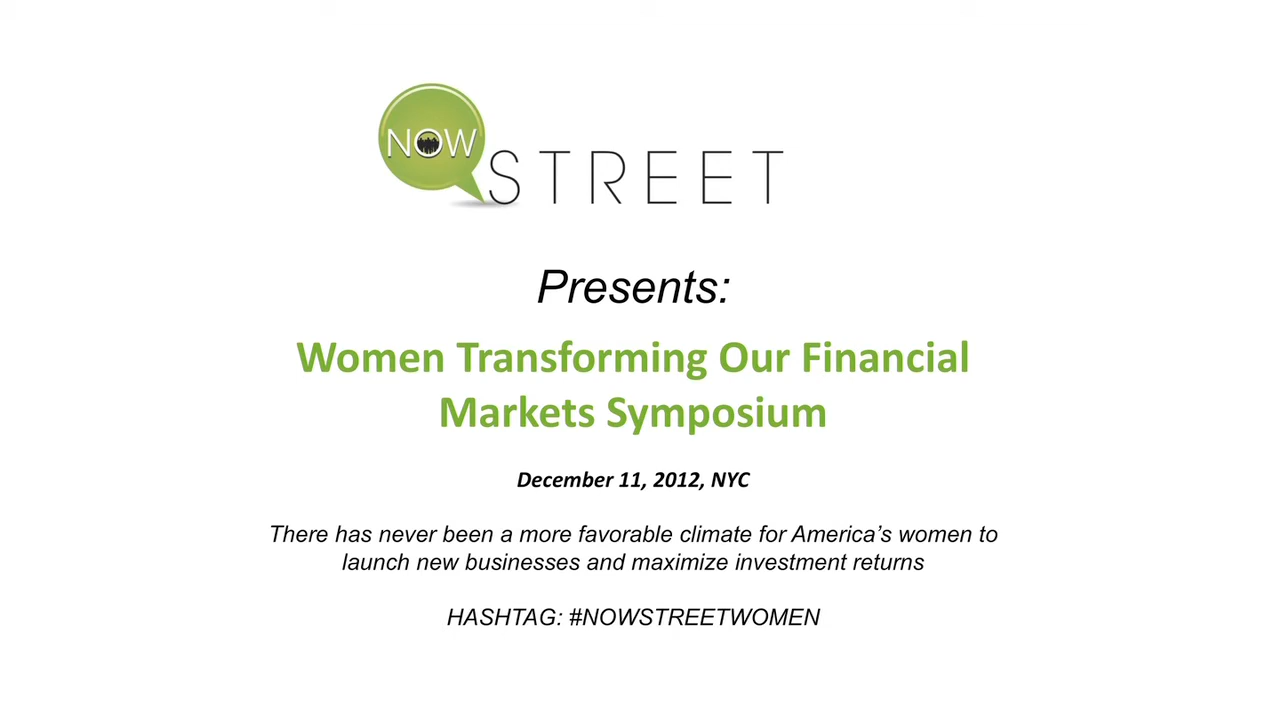 NOW STREET
Presents:
Women Transforming Our Financial
Markets Symposium
December 11, 2012, NYC
There has never been a more favorable climate for America’s women to
launch new businesses and maximize investment returns
HASHTAG: #NOWSTREETWOMEN